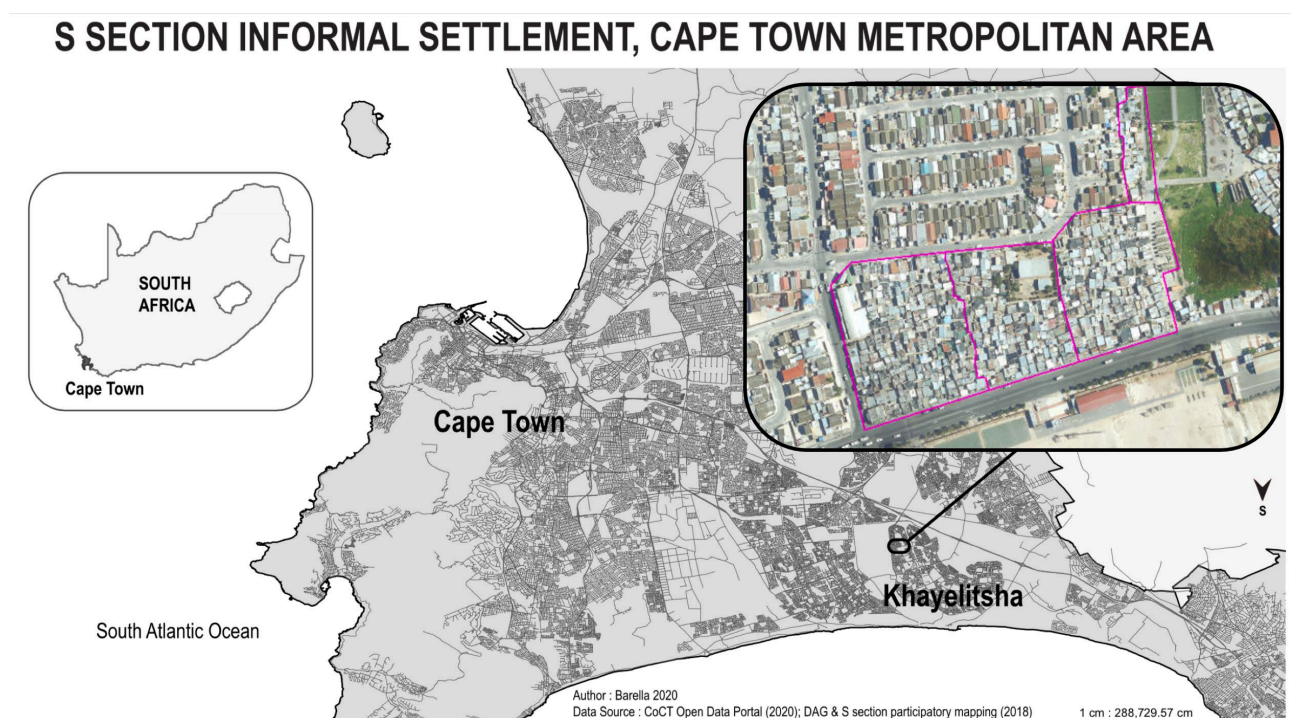 S SECTION INFORMAL SETTLEMENT, CAPE TOWN METROPOLITAN AREA
SOUTH
AFRICA
Cape Town
Cape Town
S
Khayelitsha
South Atlantic Ocean
Author : Barella 2020
Data Source : CoCT Open Data Portal (2020); DAG & S section participatory mapping (2018)
1 cm : 288,729.57 cm